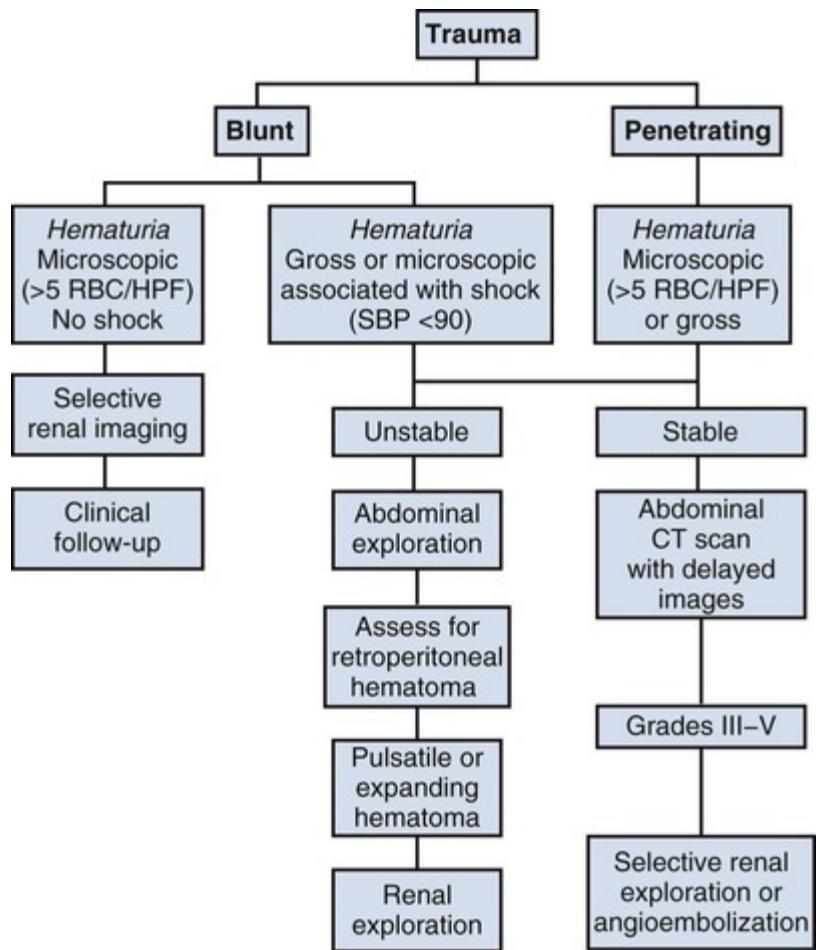 Trauma
Blunt
Penetrating
Hematuria
Microscopic
(>5 RBC/HPF)
No shock
Hematuria
Gross or microscopic
associated with shock
(SBP <90)
Hematuria
Microscopic
(>5 RBC/HPF)
or gross
Selective
renal imaging
Clinical
follow-up
Unstable
Abdominal
exploration
Assess for
retroperitoneal
hematoma
Pulsatile or
expanding
hematoma
Renal
exploration
Stable
Abdominal
CT scan
with delayed
images
Grades III–V
Selective renal
exploration or
angioembolization